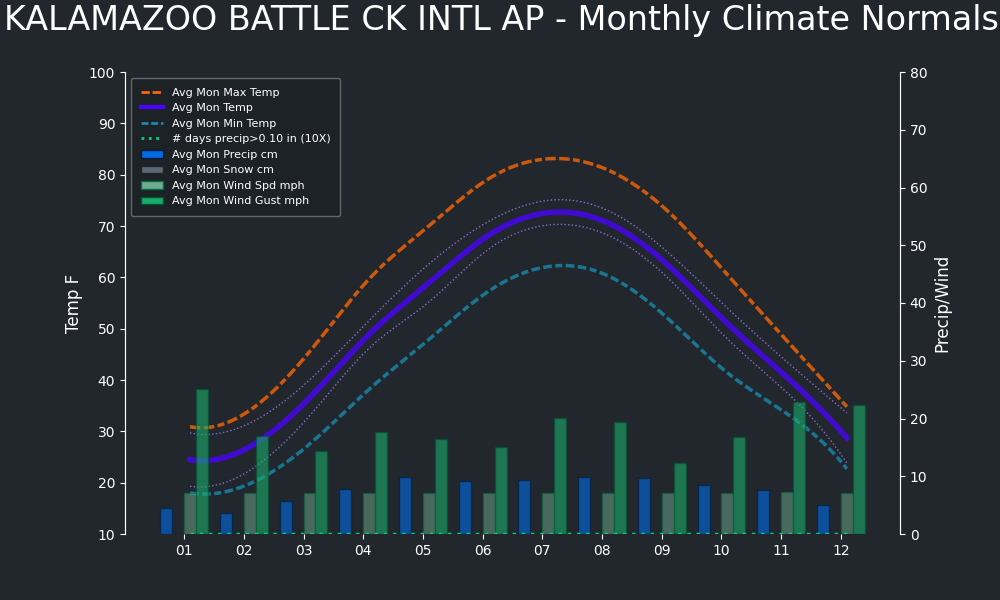 KALAMAZOO BATTLE CK INTL AP - Monthly Climate Normals
Avg Mon Max Temp
Avg Mon Temp
Avg Mon Min Temp
# days precip>0.10 in (10X)
Avg Mon Precip cm
Avg Mon Snow cm
Avg Mon Wind Spd mph
Avg Mon Wind Gust mph
Temp F
100
90
80
70
60
50
40
30
20
10
Precip/Wind
80
70
60
50
40
30
20
10
0
01 02 03 04 05 06 07 08 09 10 11 12